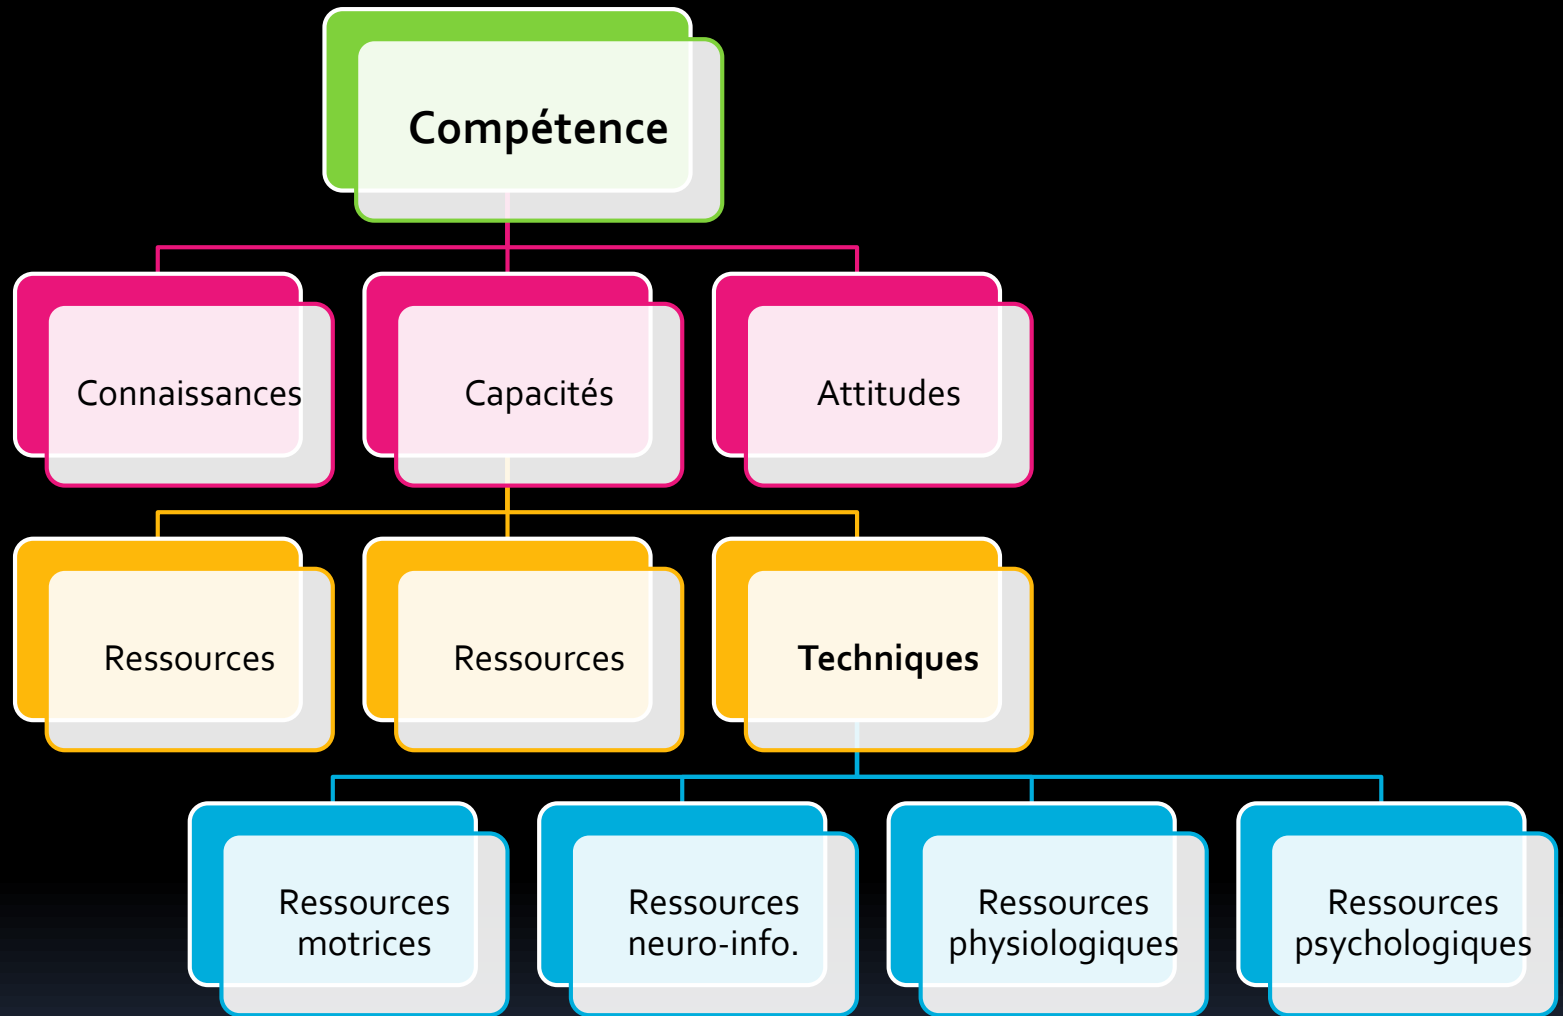 Compétence
Connaissances
Capacités
Attitudes
Ressources
Ressources
Techniques
Ressources
motrices
Ressources
neuro-info.
Ressources
physiologiques
Ressources
psychologiques